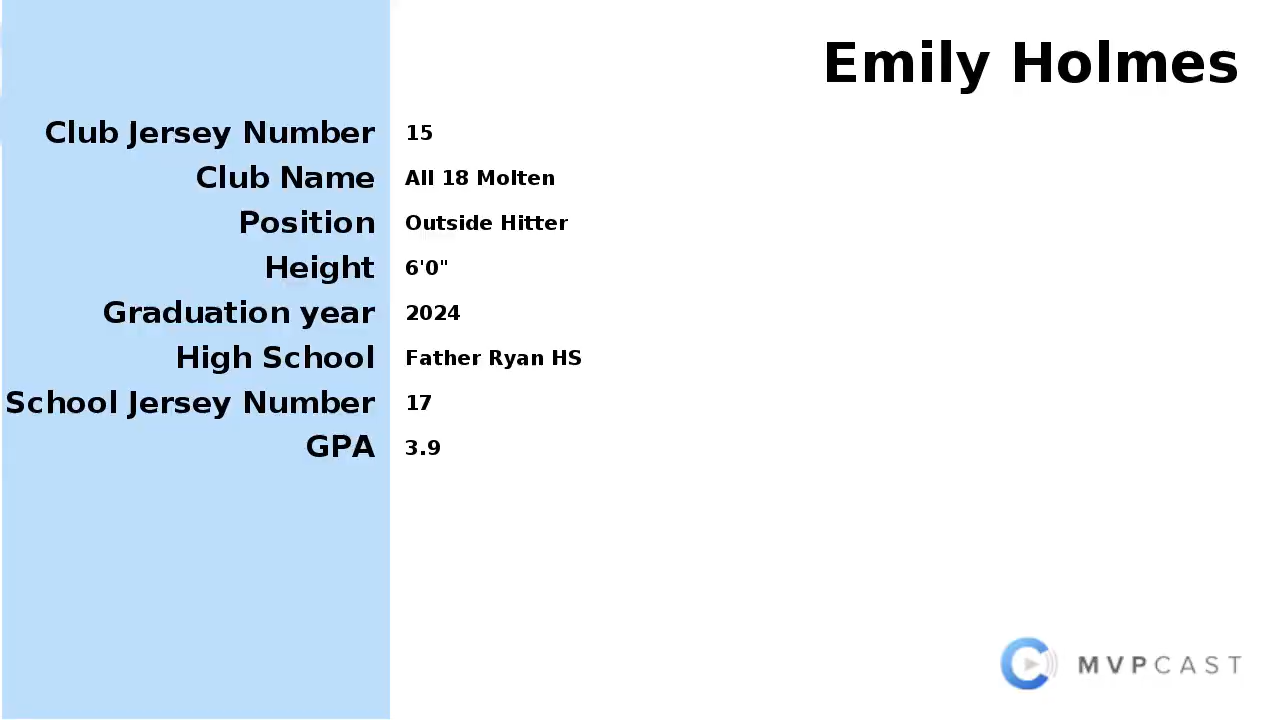 Emily Holmes
Club Jersey Number 15
Club Name All 18 Molten
Position Outside Hitter
Height 6'0"
Graduation year 2024
High School Father Ryan HS
School Jersey Number 17
GPA 3.9
MVPCAST